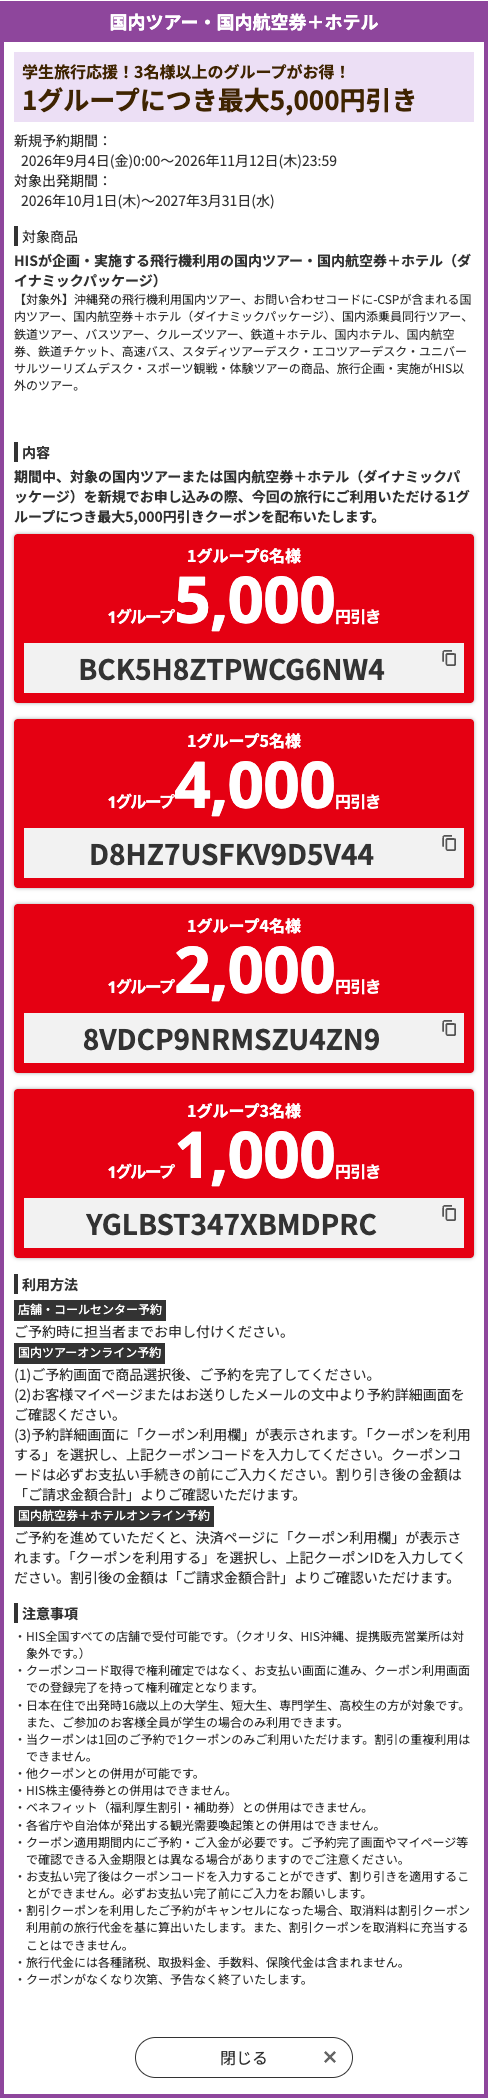 国内ツアー・国内航空券＋ホテル
学生旅行応援！3名様以上のグループがお得！
1グループにつき最大5,000円引き
新規予約期間：
2026年9月4日(金)0:00～2026年11月12日(木)23:59
対象出発期間：
2026年10月1日(木)～2027年3月31日(水)
対象商品
HISが企画・実施する飛行機利用の国内ツアー・国内航空券＋ホテル（ダ
イナミックパッケージ）
【対象外】沖縄発の飛行機利用国内ツアー、お問い合わせコードに-CSPが含まれる国
内ツアー、国内航空券＋ホテル（ダイナミックパッケージ）、国内添乗員同行ツアー、
鉄道ツアー、バスツアー、クルーズツアー、鉄道＋ホテル、国内ホテル、国内航空
券、鉄道チケット、高速バス、スタディツアーデスク・エコツアーデスク・ユニバー
サルツーリズムデスク・スポーツ観戦・体験ツアーの商品、旅行企画・実施がHIS以
外のツアー。
内容
期間中、対象の国内ツアーまたは国内航空券＋ホテル（ダイナミックパ
ッケージ）を新規でお申し込みの際、今回の旅行にご利用いただける1グ
ループにつき最大5,000円引きクーポンを配布いたします。
1グループ6名様
1グループ5,000円引き
BCK5H8ZTPWCG6NW4
1グループ5名様
1グループ4,000円引き
D8HZ7USFKV9D5V44
1グループ4名様
1グループ2,000円引き
8VDCP9NRMSZU4ZN9
1グループ3名様
1グループ1,000円引き
YGLBST347XBMDPRC
利用方法
店舗・コールセンター予約
ご予約時に担当者までお申し付けください。
国内ツアーオンライン予約
(1)ご予約画面で商品選択後、ご予約を完了してください。
(2)お客様マイページまたはお送りしたメールの文中より予約詳細画面を
ご確認ください。
(3)予約詳細画面に「クーポン利用欄」が表示されます。「クーポンを利用
する」を選択し、上記クーポンコードを入力してください。クーポンコ
ードは必ずお支払い手続きの前にご入力ください。割り引き後の金額は
「ご請求金額合計」よりご確認いただけます。
国内航空券＋ホテルオンライン予約
ご予約を進めていただくと、決済ページに「クーポン利用欄」が表示さ
れます。「クーポンを利用する」を選択し、上記クーポンIDを入力してく
ださい。割引後の金額は「ご請求金額合計」よりご確認いただけます。
注意事項
・HIS全国すべての店舗で受付可能です。（クオリタ、HIS沖縄、提携販売営業所は対
象外です。）
・クーポンコード取得で権利確定ではなく、お支払い画面に進み、クーポン利用画面
での登録完了を持って権利確定となります。
・日本在住で出発時16歳以上の大学生、短大生、専門学生、高校生の方が対象です。
また、ご参加のお客様全員が学生の場合のみ利用できます。
・当クーポンは1回のご予約で1クーポンのみご利用いただけます。割引の重複利用は
できません。
・他クーポンとの併用が可能です。
・HIS株主優待券との併用はできません。
・ベネフィット（福利厚生割引・補助券）との併用はできません。
・各省庁や自治体が発出する観光需要喚起策との併用はできません。
・クーポン適用期間内にご予約・ご入金が必要です。ご予約完了画面やマイページ等
で確認できる入金期限とは異なる場合がありますのでご注意ください。
・お支払い完了後はクーポンコードを入力することができず、割り引きを適用するこ
とができません。必ずお支払い完了前にご入力をお願いします。
・割引クーポンを利用したご予約がキャンセルになった場合、取消料は割引クーポン
利用前の旅行代金を基に算出いたします。また、割引クーポンを取消料に充当する
ことはできません。
・旅行代金には各種諸税、取扱料金、手数料、保険代金は含まれません。
・クーポンがなくなり次第、予告なく終了いたします。
閉じる ×